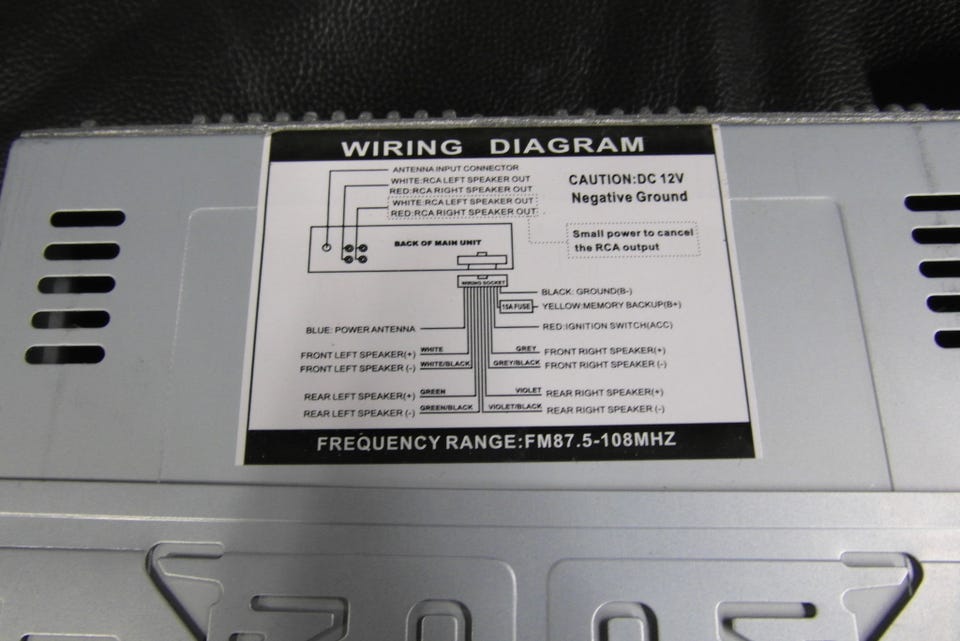 WIRING DIAGRAM
ANTENNA INPUT CONNECTOR
WHITE:RCA LEFT SPEAKER OUT
RED:RCA RIGHT SPEAKER OUT
WHITE:RCA LEFT SPEAKER OUT
RED:RCA RIGHT SPEAKER OUT
CAUTION:DC 12V
Negative Ground
Small power to cancel
the RCA output
BACK OF MAIN UNIT
WIRING SOCKET
BLACK: GROUND(B-)
15A FUSE
YELLOW:MEMORY BACKUP(B+)
BLUE: POWER ANTENNA
RED:IGNITION SWITCH(ACC)
FRONT LEFT SPEAKER(+) WHITE
GREY FRONT RIGHT SPEAKER(+)
FRONT LEFT SPEAKER (-) WHITE/BLACK
GREY/BLACK FRONT RIGHT SPEAKER (-)
REAR LEFT SPEAKER(+) GREEN
VIOLET REAR RIGHT SPEAKER(+)
REAR LEFT SPEAKER (-) GREEN/BLACK
VIOLET/BLACK REAR RIGHT SPEAKER (-)
FREQUENCY RANGE:FM87.5-108MHZ